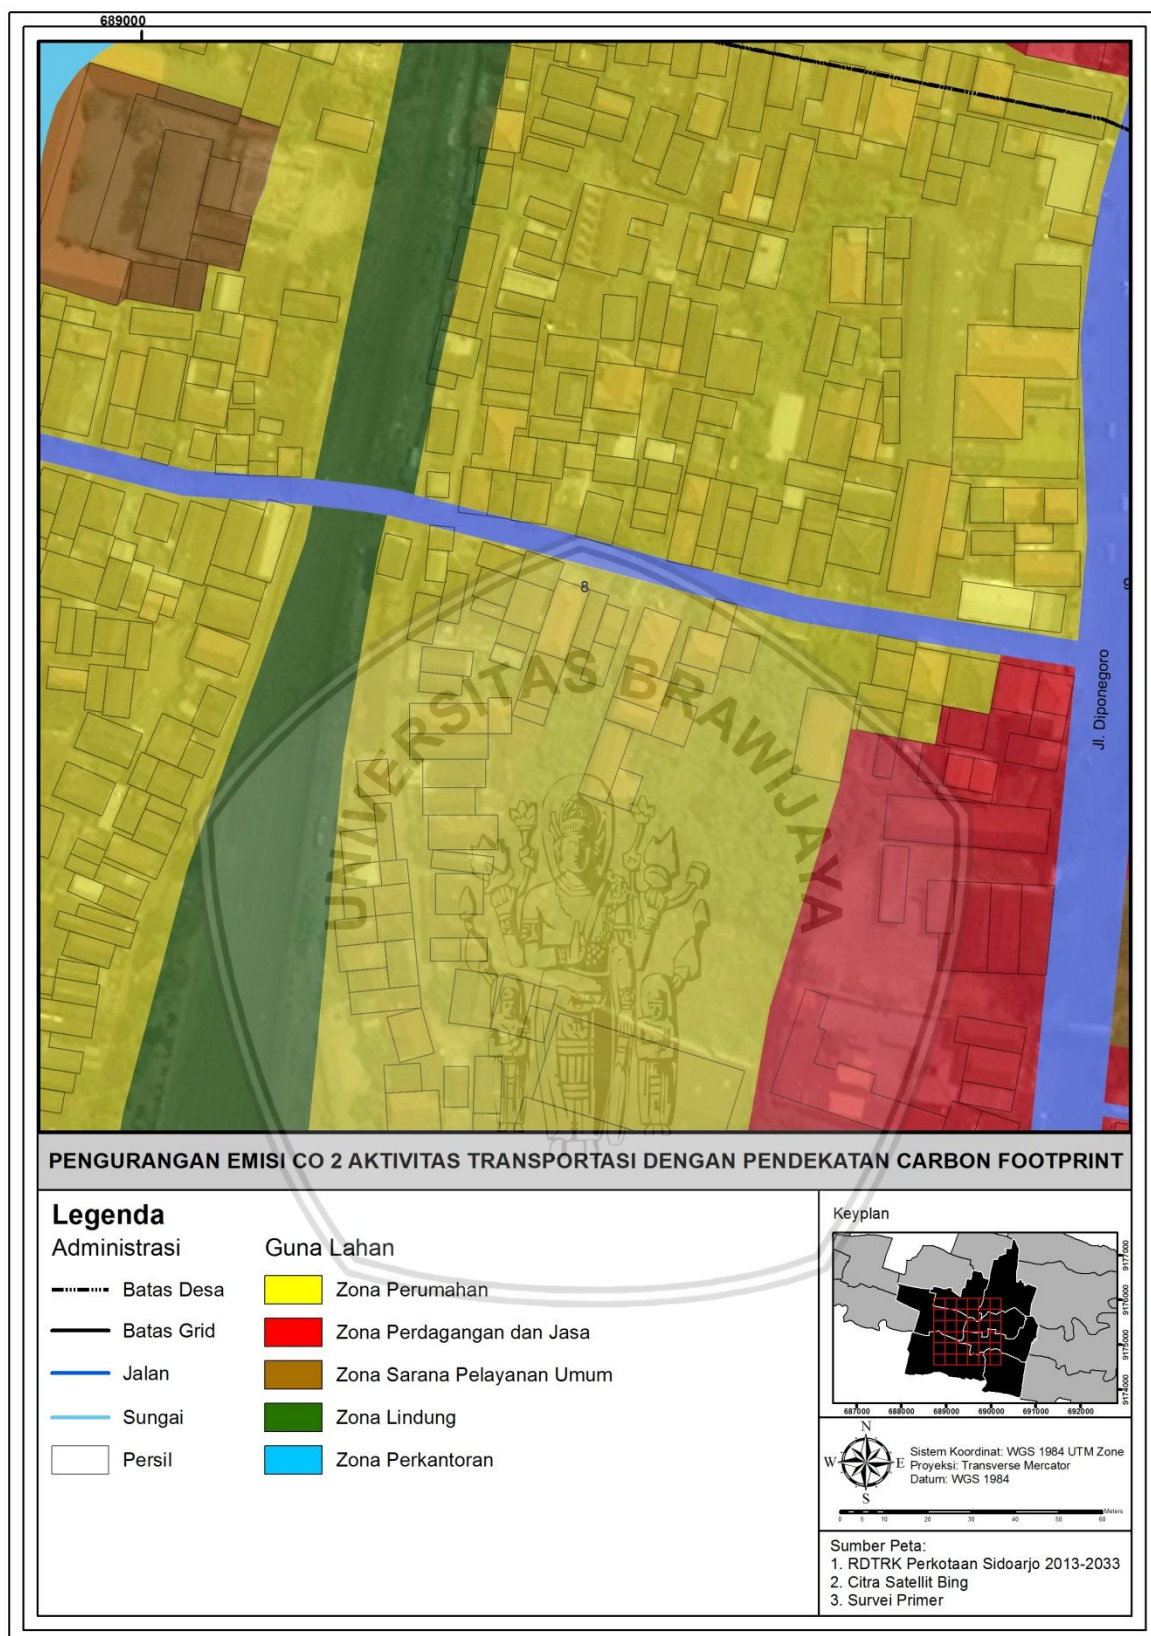 689000
8
Jl. Diponegoro
UNIVERSITAS BRAWIJAYA
PENGURANGAN EMISI CO 2 AKTIVITAS TRANSPORTASI DENGAN PENDEKATAN CARBON FOOTPRINT
Legenda
Administrasi
Batas Desa
Batas Grid
Jalan
Sungai
Persil
Guna Lahan
Zona Perumahan
Zona Perdagangan dan Jasa
Zona Sarana Pelayanan Umum
Zona Lindung
Zona Perkantoran
Keyplan
9177000
9176000
9175000
9174000
687000 688000 689000 690000 691000 692000
N
W E
S
Sistem Koordinat: WGS 1984 UTM Zone
Proyeksi: Transverse Mercator
Datum: WGS 1984
Meters
0 5 10 20 30 40 50 60
Sumber Peta:
1. RDTRK Perkotaan Sidoarjo 2013-2033
2. Citra Satellit Bing
3. Survei Primer